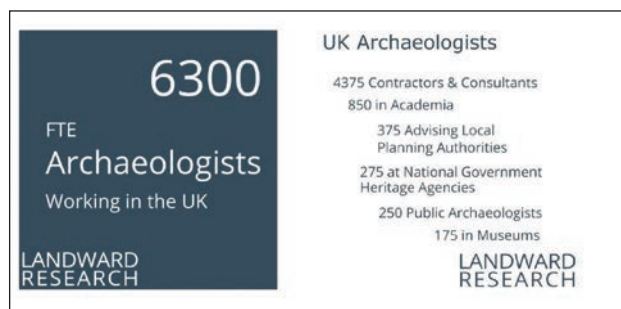 6300
FTE
Archaeologists
Working in the UK
LANDWARD
RESEARCH
UK Archaeologists
4375 Contractors & Consultants
850 in Academia
375 Advising Local
Planning Authorities
275 at National Government
Heritage Agencies
250 Public Archaeologists
175 in Museums
LANDWARD
RESEARCH